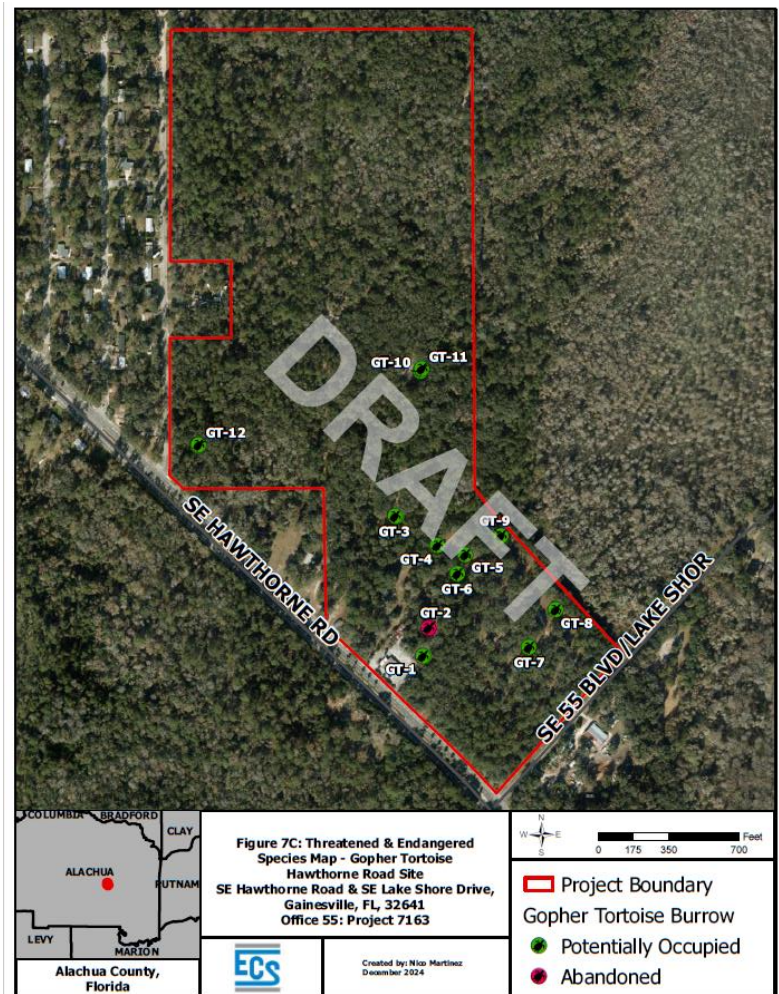 GT-10
GT-11
GT-12
DRAFT
SE HAWTHORNE RD
GT-3
GT-9
GT-4
GT-5
GT-6
GT-2
GT-8
GT-1
GT-7
SE 55 BLVD/LAKE SHOR
COLUMBIA
BRADFORD
CLAY
ALACHUA
PUTNAM
LEVY
MARION
Alachua County,
Florida
Figure 7C: Threatened & Endangered
Species Map - Gopher Tortoise
Hawthorne Road Site
SE Hawthorne Road & SE Lake Shore Drive,
Gainesville, FL, 32641
Office 55: Project 7163
ECS
Created by: Nico Martinez
December 2024
N
W E
S
Feet
0 175 350 700
Project Boundary
Gopher Tortoise Burrow
Potentially Occupied
Abandoned